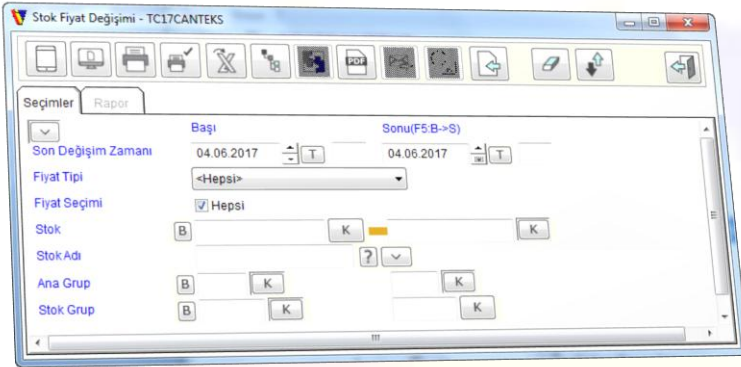 Stok Fiyat Değişimi - TC17CANTEKS
PDF
Seçimler Rapor
Başı Sonu(F5:B->S)
Son Değişim Zamanı 04.06.2017 T 04.06.2017 T
Fiyat Tipi <Hepsi>
Fiyat Seçimi Hepsi
Stok B K K
Stok Adı ?
Ana Grup B K K
Stok Grup B K K